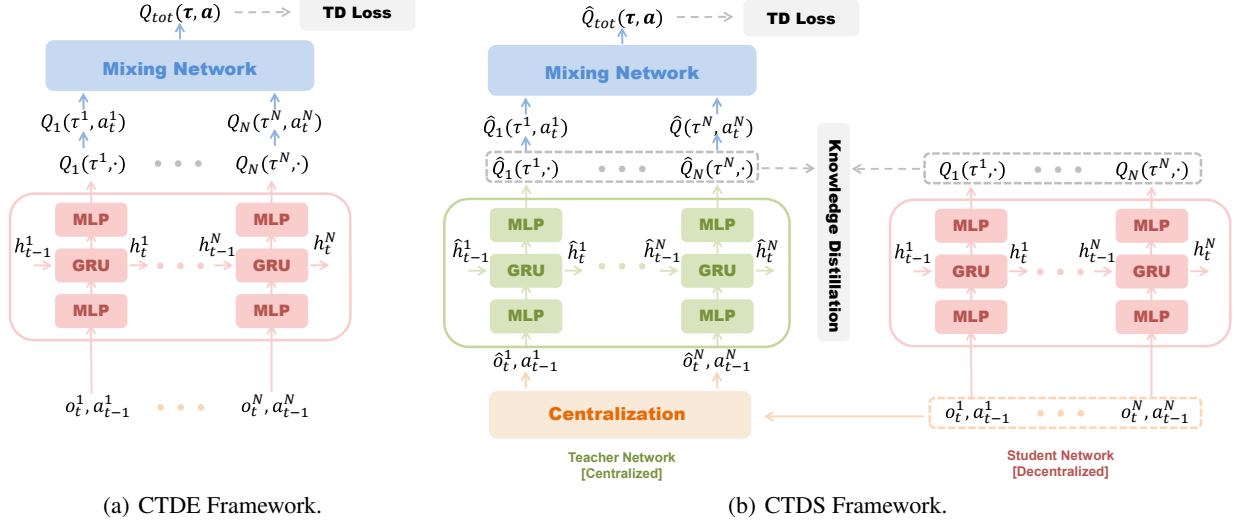 Q_{tot}(τ, a)
TD Loss
Mixing Network
Q_1(τ^1, a_t^1)
Q_N(τ^N, a_t^N)
Q_1(τ^1,·)
Q_N(τ^N,·)
MLP
MLP
h_{t-1}^1
GRU
h_t^1
h_{t-1}^N
GRU
h_t^N
MLP
MLP
o_t^1, a_{t-1}^1
o_t^N, a_{t-1}^N
(a) CTDE Framework.
Q̂_{tot}(τ, a)
TD Loss
Mixing Network
Q̂_1(τ^1, a_t^1)
Q̂(τ^N, a_t^N)
Q̂_1(τ^1,·)
Q̂_N(τ^N,·)
MLP
MLP
ĥ_{t-1}^1
GRU
ĥ_t^1
ĥ_{t-1}^N
GRU
ĥ_t^N
MLP
MLP
ô_t^1, a_{t-1}^1
ô_t^N, a_{t-1}^N
Centralization
Teacher Network
[Centralized]
Knowledge Distillation
Q_1(τ^1,·)
Q_N(τ^N,·)
MLP
MLP
h_{t-1}^1
GRU
h_t^1
h_{t-1}^N
GRU
h_t^N
MLP
MLP
o_t^1, a_{t-1}^1
o_t^N, a_{t-1}^N
Student Network
[Decentralized]
(b) CTDS Framework.